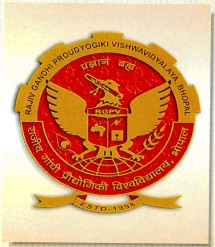 RAJIV GANDHI PROUDYOGIKI VISHWAVIDYALAYA, BHOPAL
प्रज्ञानं ब्रह्म
RGPV
राजीव गाँधी प्रौद्योगिकी विश्वविद्यालय, भोपाल
ESTD-1998